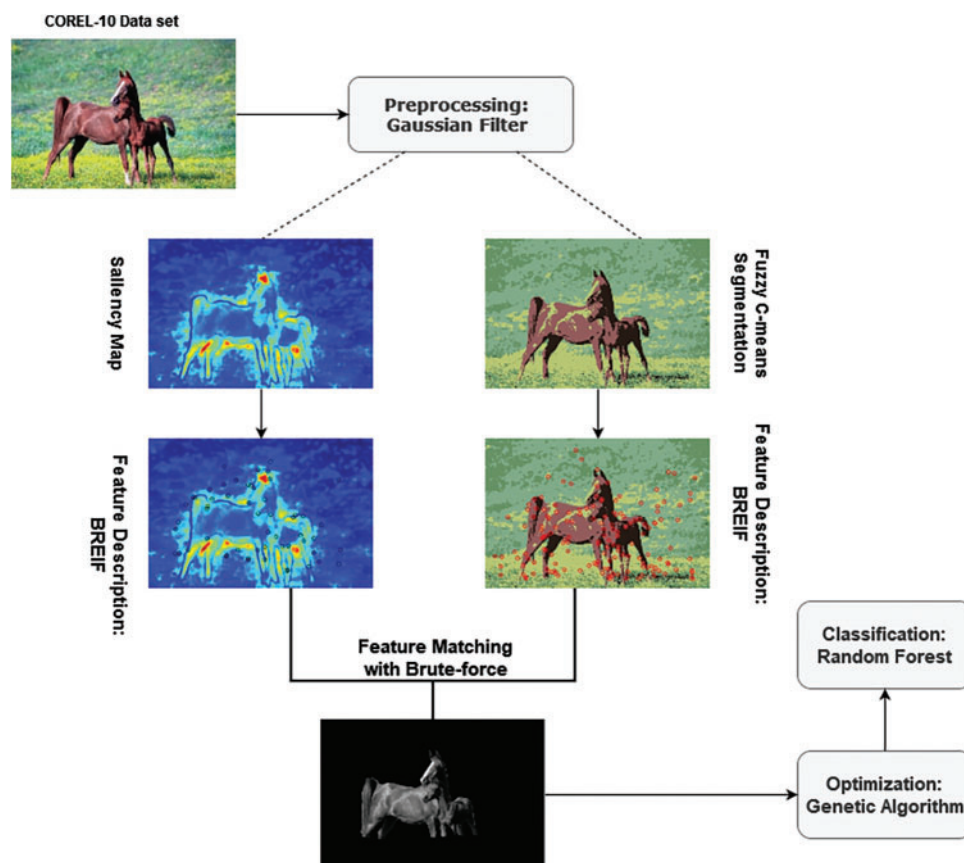 COREL-10 Data set
Preprocessing:
Gaussian Filter
Saliency Map
Fuzzy C-means
Segmentation
Feature Description:
BREIF
Feature Description:
BREIF
Feature Matching
with Brute-force
Classification:
Random Forest
Optimization:
Genetic Algorithm